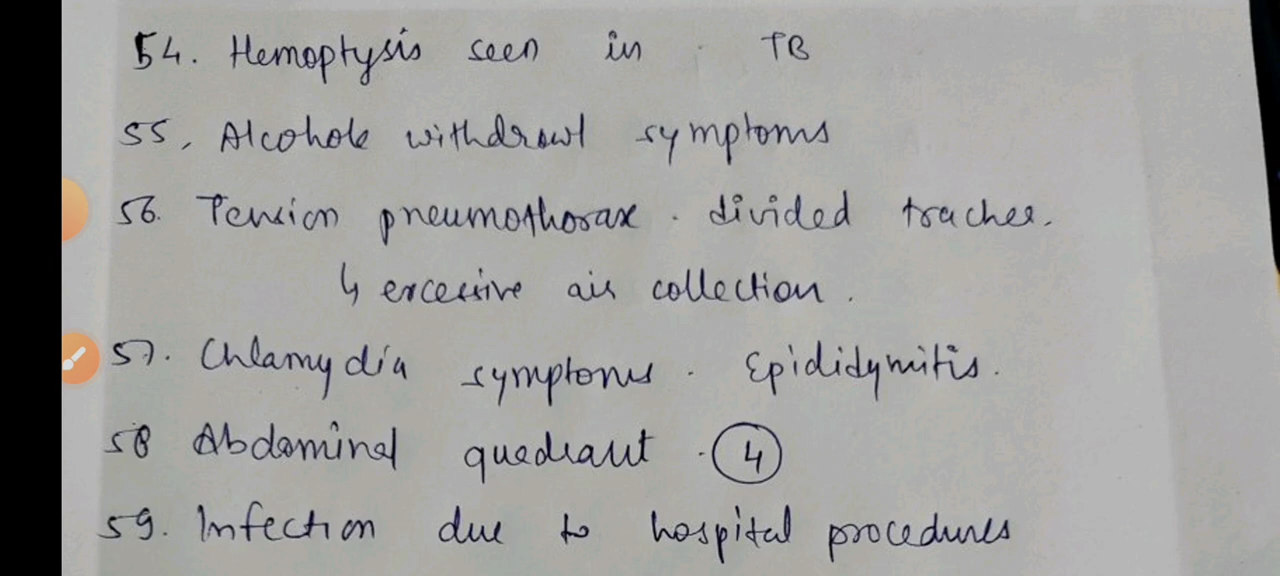 54. Hemoptysis seen in . TB
55, Alcohole withdrawl symptoms
56. Tension pneumothorax . divided trachee.
↳ excessive air collection .
57. Chlamydia symptoms . Epididymitis.
58 Abdominal quadrant . 4
59. Infection due to hospital procedures